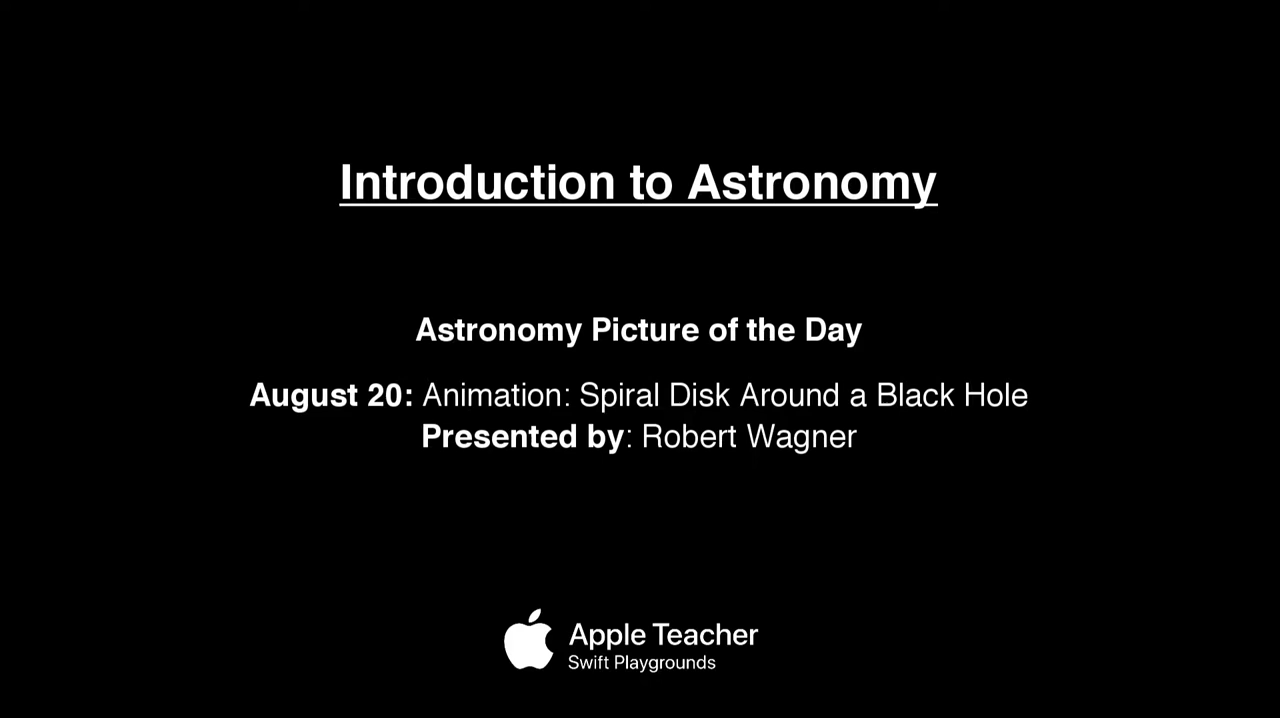 Introduction to Astronomy
Astronomy Picture of the Day
August 20: Animation: Spiral Disk Around a Black Hole
Presented by: Robert Wagner
Apple Teacher
Swift Playgrounds